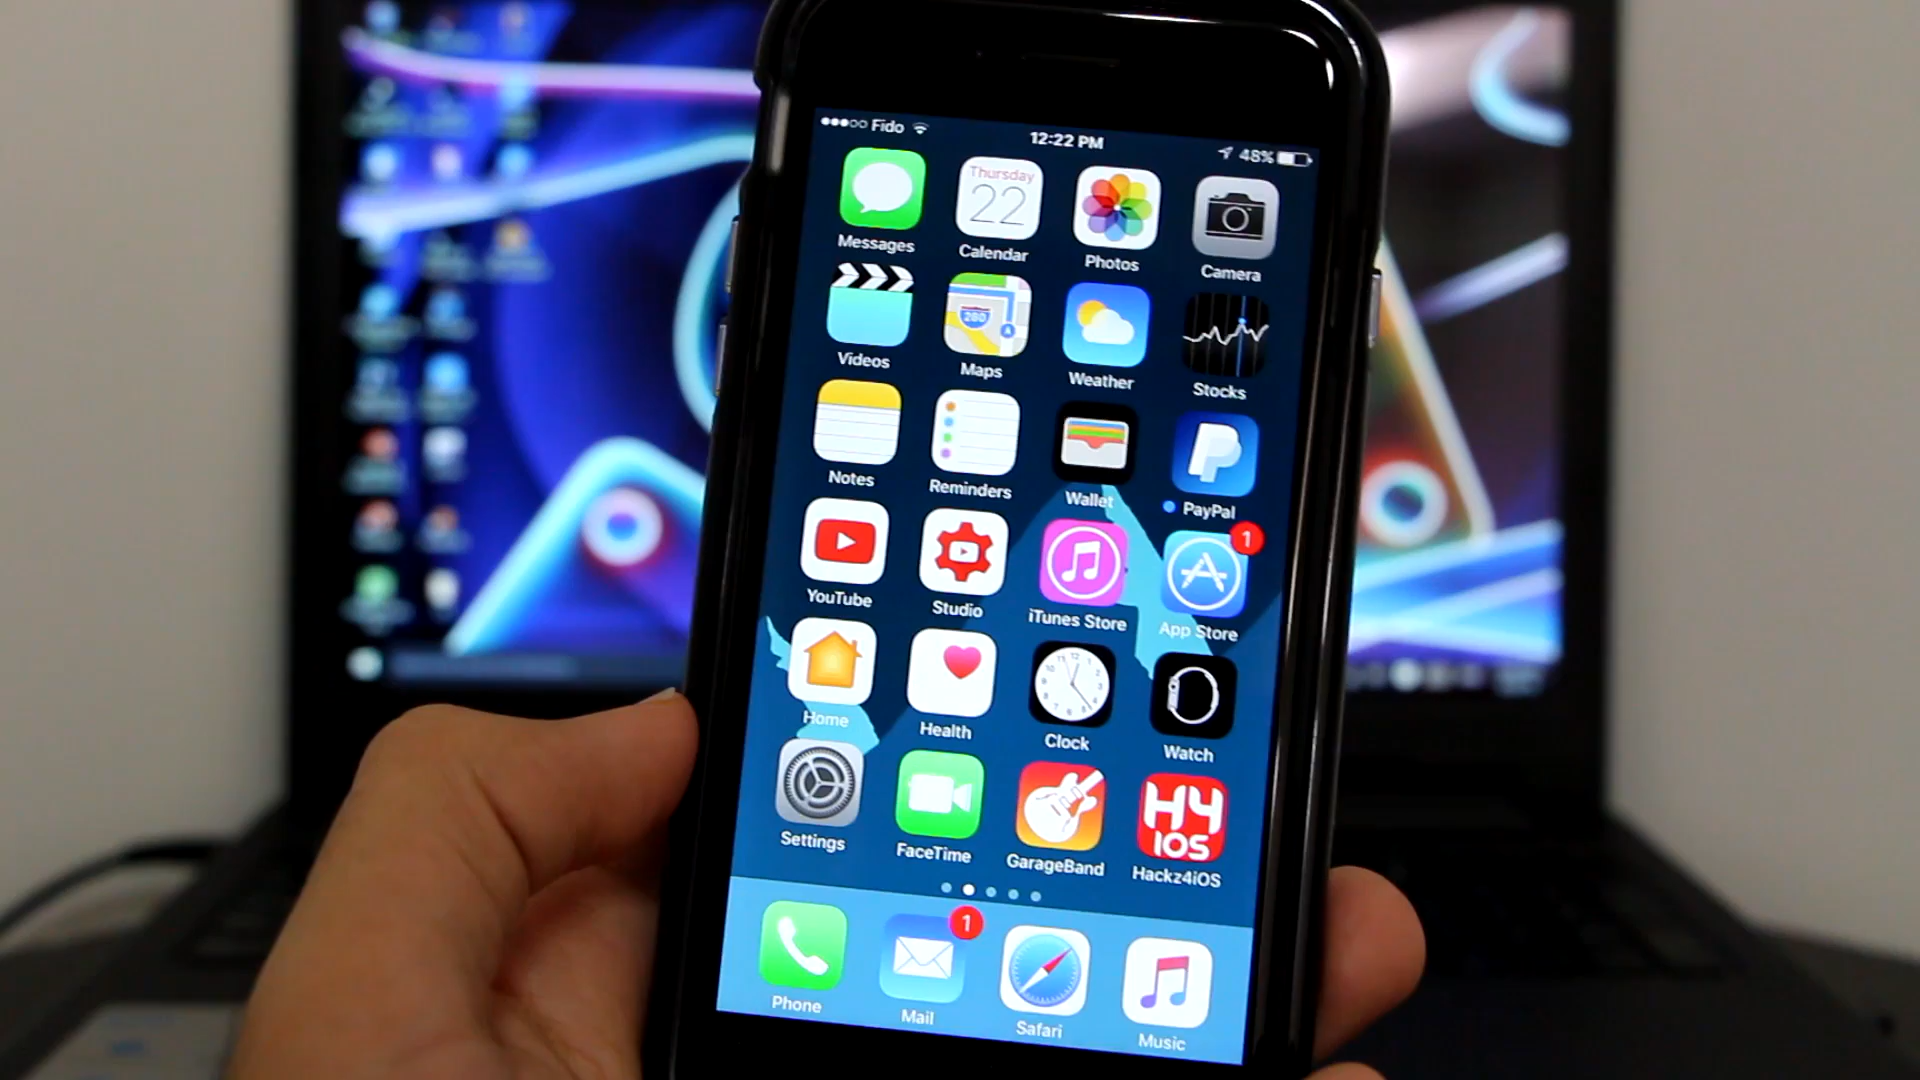 Fido 12:22 PM 48%
Thursday
22
Messages Calendar Photos Camera
280
Videos Maps Weather Stocks
Notes Reminders Wallet PayPal
1
YouTube Studio iTunes Store App Store
Home Health Clock Watch
H4
iOS
Settings FaceTime GarageBand Hackz4iOS
1
Phone Mail Safari Music